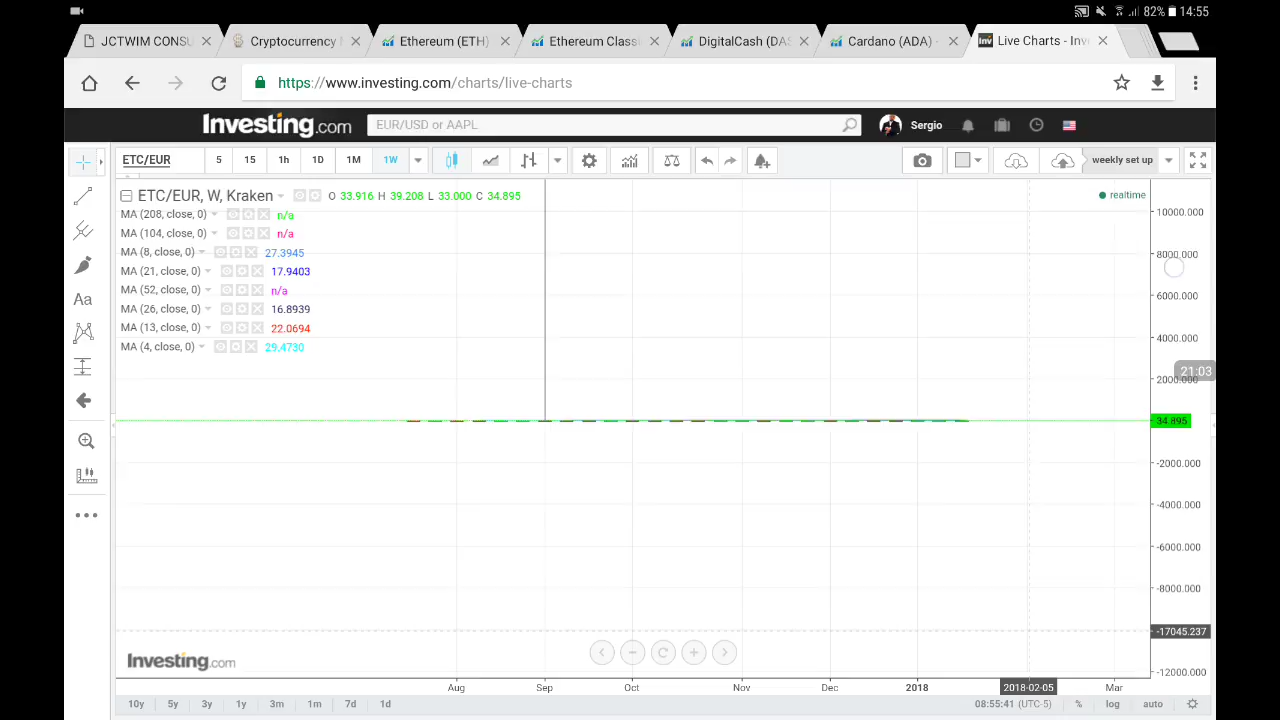 82% 14:55
JCTWIM CONSU Cryptocurrency M Ethereum (ETH) Ethereum Classi DigitalCash (DAS Cardano (ADA) - Live Charts - Inve
https://www.investing.com/charts/live-charts
Investing.com EUR/USD or AAPL Sergio
ETC/EUR 5 15 1h 1D 1M 1W weekly set up
ETC/EUR, W, Kraken O 33.916 H 39.208 L 33.000 C 34.895 realtime
MA (208, close, 0) n/a
MA (104, close, 0) n/a
MA (8, close, 0) 27.3945
MA (21, close, 0) 17.9403
MA (52, close, 0) n/a
MA (26, close, 0) 16.8939
MA (13, close, 0) 22.0694
MA (4, close, 0) 29.4730
Aa
10000.000
8000.000
6000.000
4000.000
21:03
2000.000
34.895
-2000.000
-4000.000
-6000.000
-8000.000
-17045.237
-12000.000
Investing.com
Aug Sep Oct Nov Dec 2018 2018-02-05 Mar
10y 5y 3y 1y 3m 1m 7d 1d 08:55:41 (UTC-5) % log auto